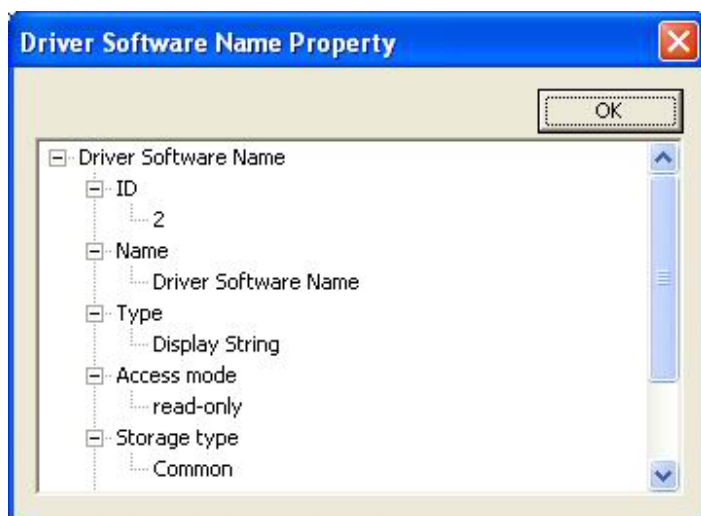 Driver Software Name Property
OK
Driver Software Name
ID
2
Name
Driver Software Name
Type
Display String
Access mode
read-only
Storage type
Common